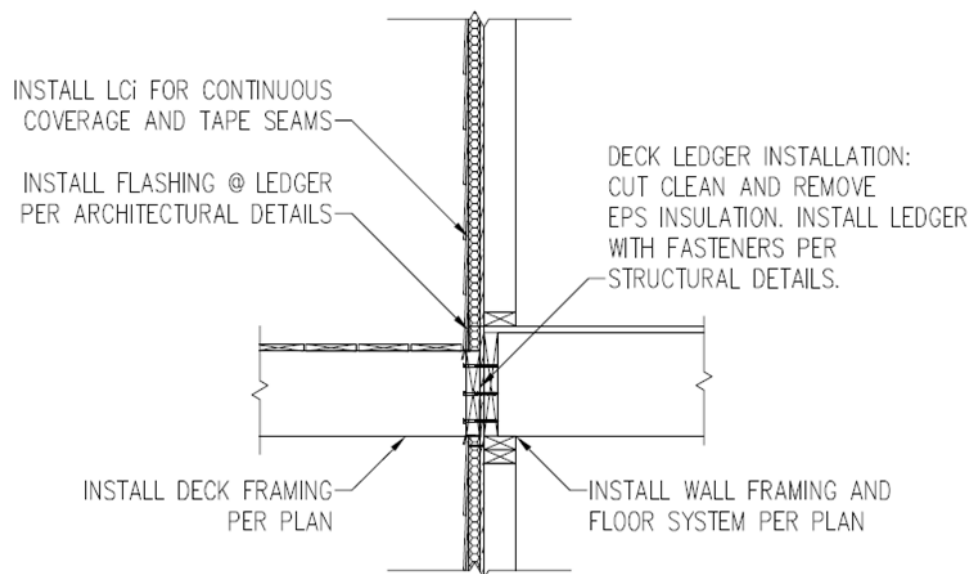 INSTALL LCi FOR CONTINUOUS
COVERAGE AND TAPE SEAMS
INSTALL FLASHING @ LEDGER
PER ARCHITECTURAL DETAILS
DECK LEDGER INSTALLATION:
CUT CLEAN AND REMOVE
EPS INSULATION. INSTALL LEDGER
WITH FASTENERS PER
STRUCTURAL DETAILS.
INSTALL DECK FRAMING
PER PLAN
INSTALL WALL FRAMING AND
FLOOR SYSTEM PER PLAN